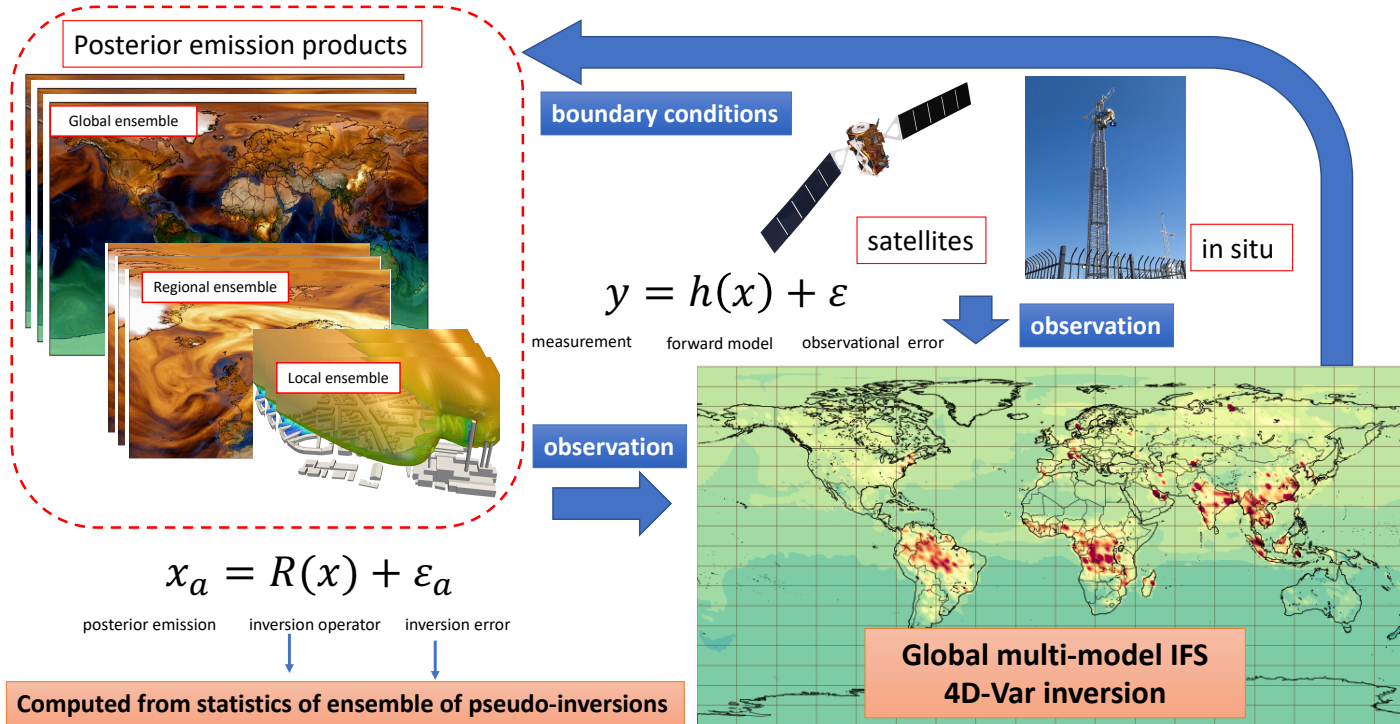 Posterior emission products
Global ensemble
Regional ensemble
Local ensemble
boundary conditions
satellites
in situu
y = h(x) + ε
measurement forward model observational error
observation
observation
x_a = R(x) + ε_a
posterior emission inversion operator inversion error
Computed from statistics of ensemble of pseudo-inversions
Global multi-model IFS
4D-Var inversion